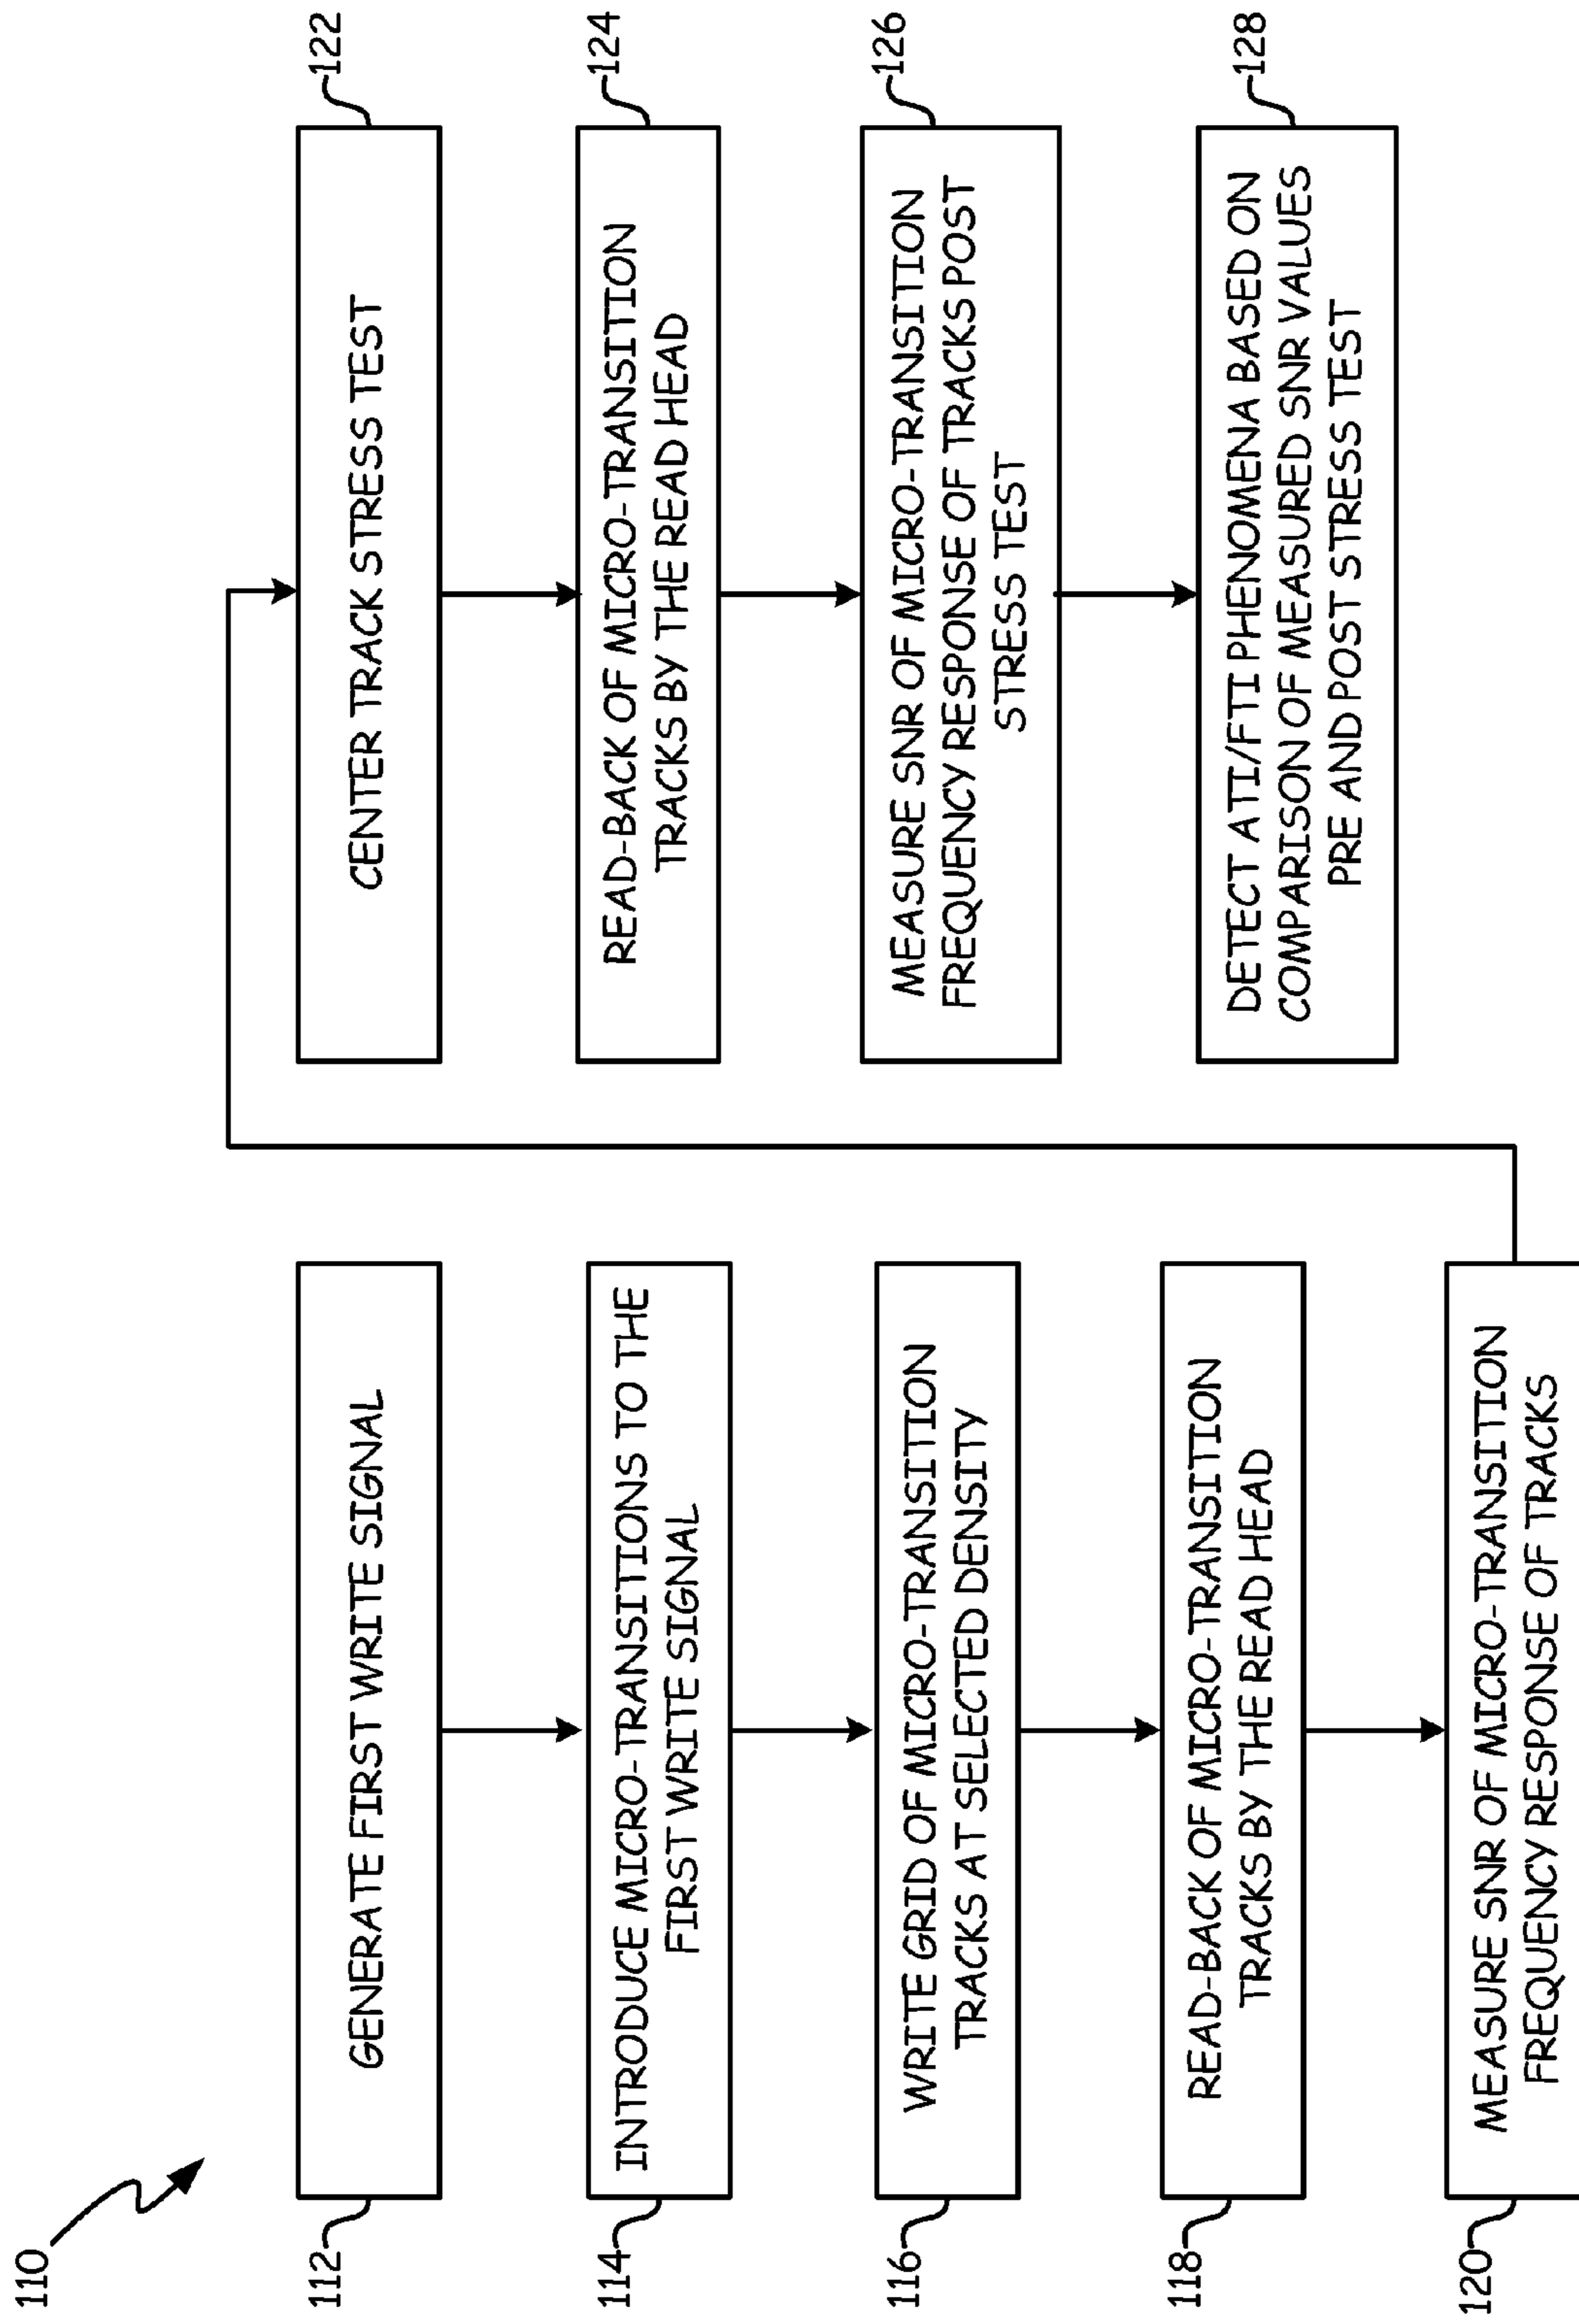 110
112
GENERATE FIRST WRITE SIGNAL
114
INTRODUCE MICRO-TRANSITIONS TO THE
FIRST WRITE SIGNAL
116
WRITE GRID OF MICRO-TRANSITION
TRACKS AT SELECTED DENSITY
118
READ-BACK OF MICRO-TRANSITION
TRACKS BY THE READ HEAD
120
MEASURE SNR OF MICRO-TRANSITION
FREQUENCY RESPONSE OF TRACKS
122
CENTER TRACK STRESS TEST
124
READ-BACK OF MICRO-TRANSITION
TRACKS BY THE READ HEAD
126
MEASURE SNR OF MICRO-TRANSITION
FREQUENCY RESPONSE OF TRACKS POST
STRESS TEST
128
DETECT ATI/FTI PHENOMENA BASED ON
COMPARISON OF MEASURED SNR VALUES
PRE AND POST STRESS TEST